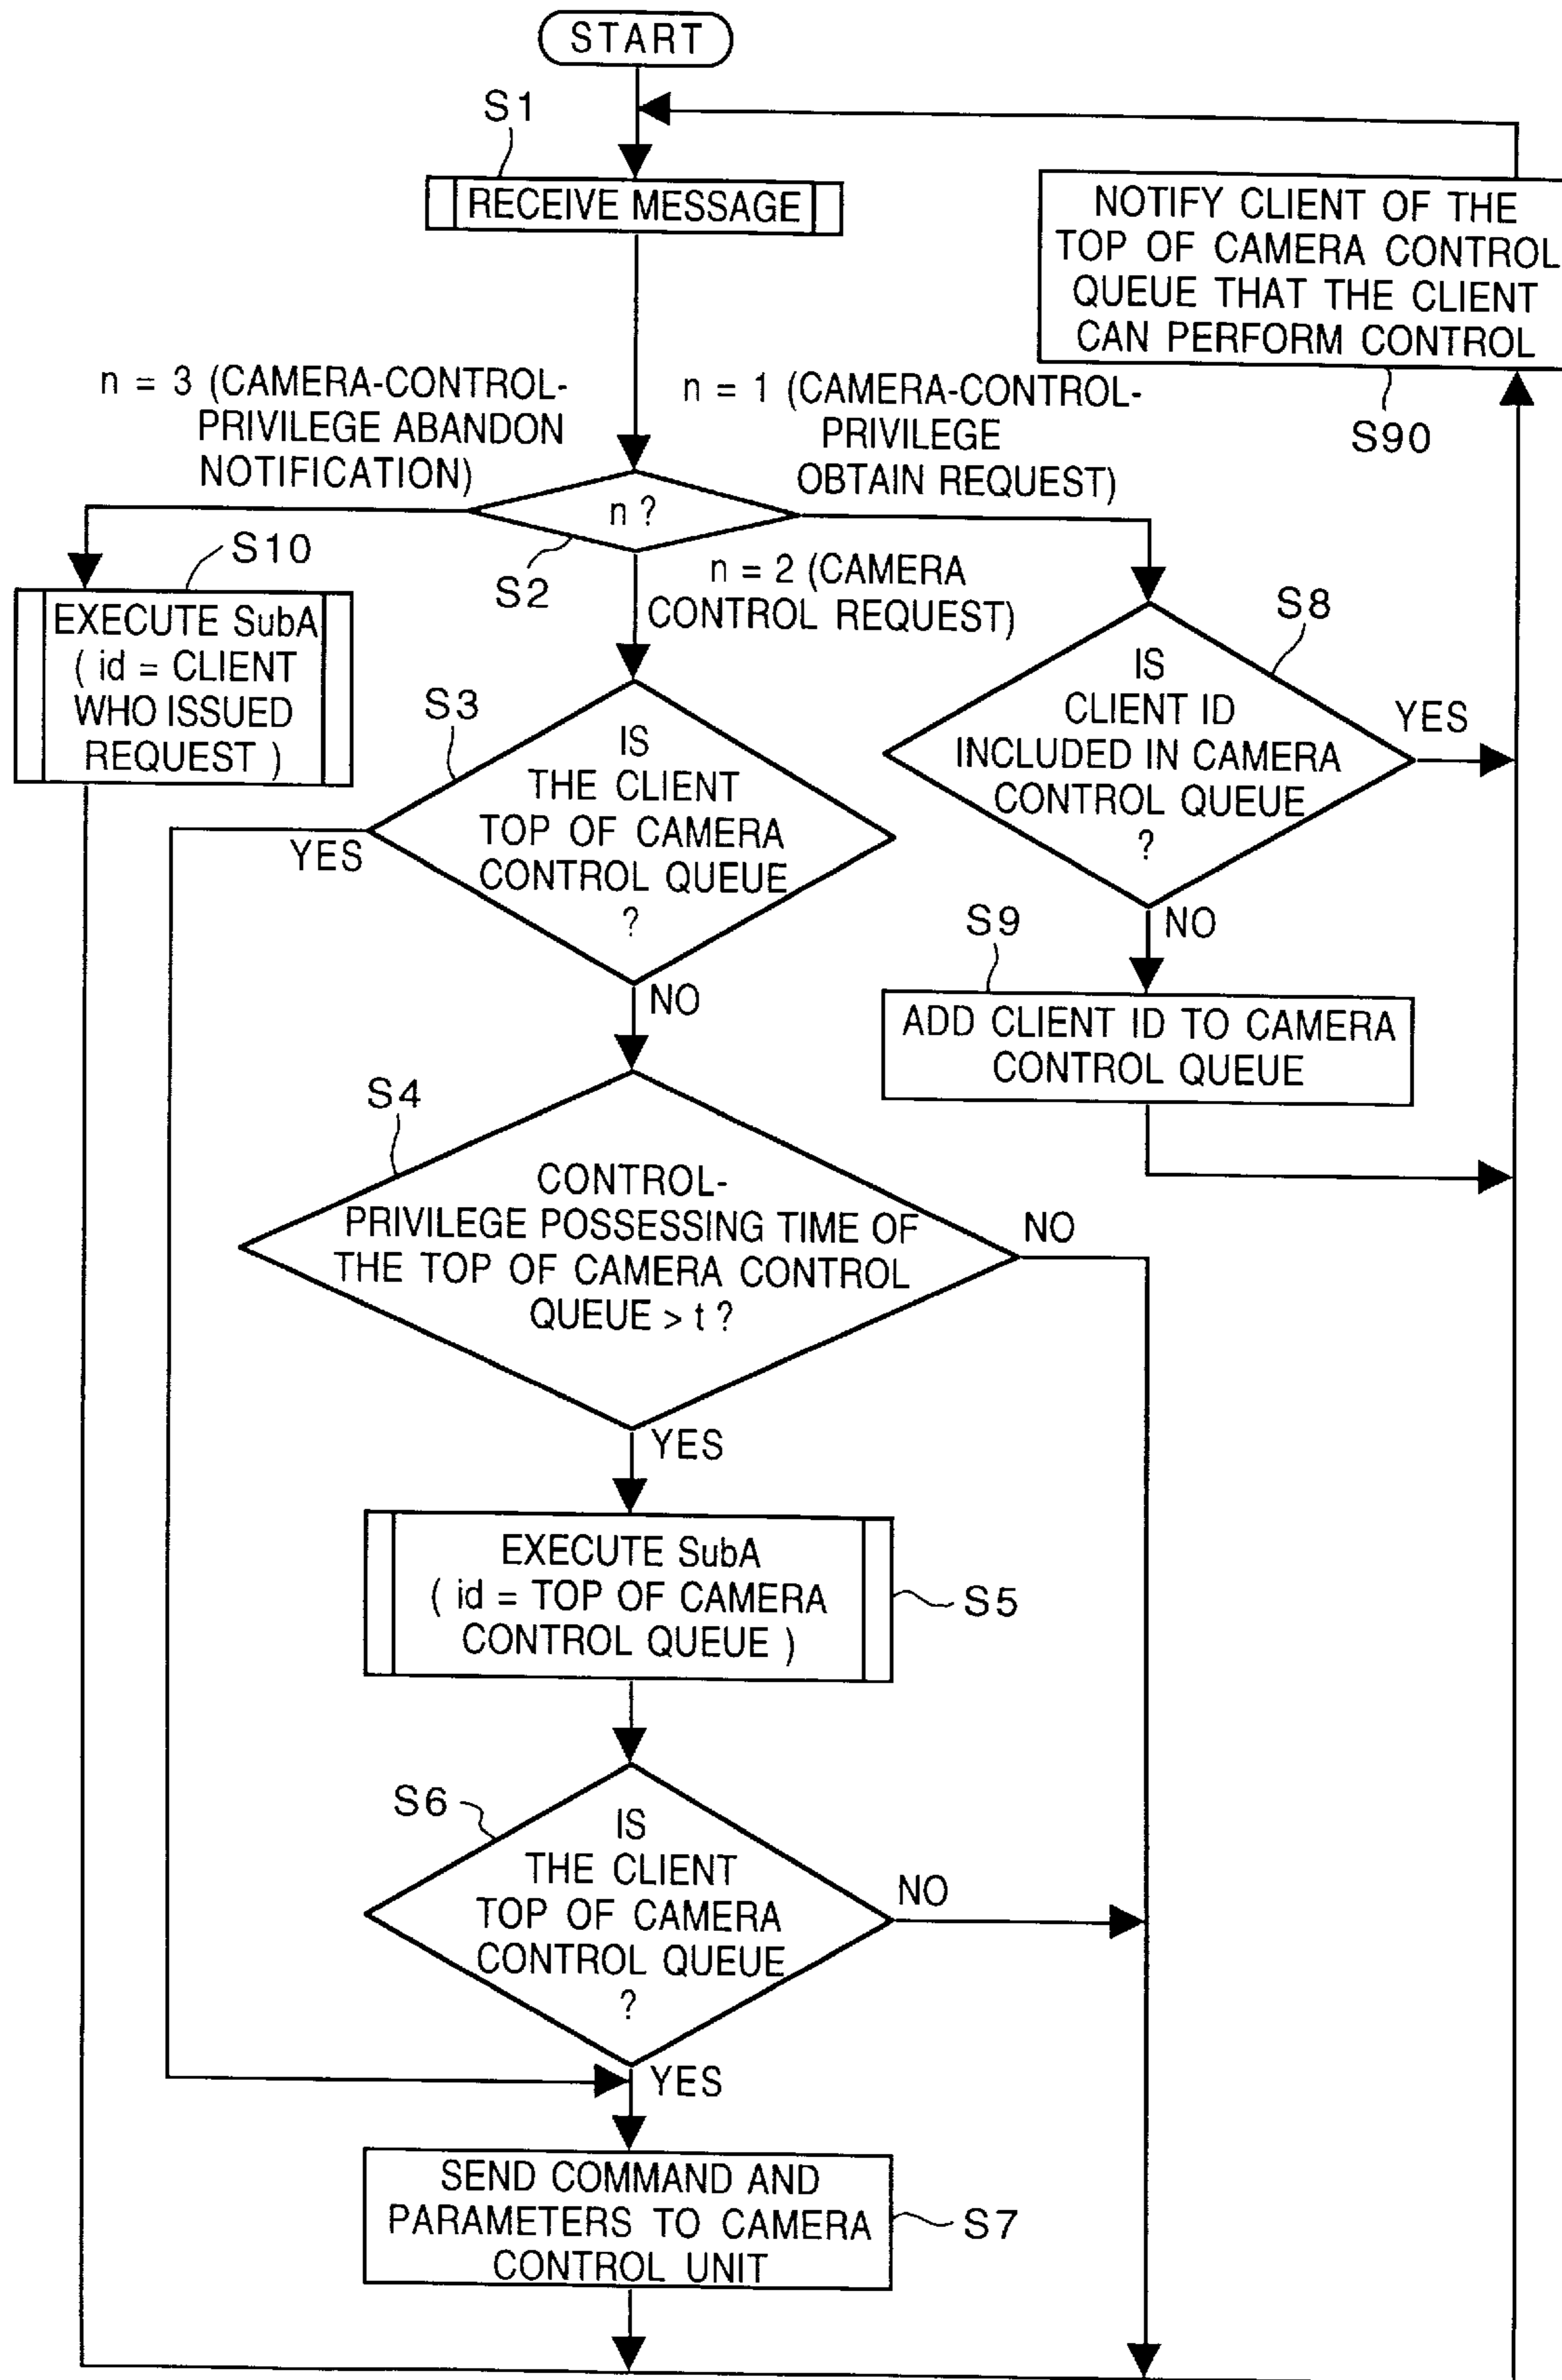 START
S1
RECEIVE MESSAGE
NOTIFY CLIENT OF THE
TOP OF CAMERA CONTROL
QUEUE THAT THE CLIENT
CAN PERFORM CONTROL
S90
n = 3 (CAMERA-CONTROL-
PRIVILEGE ABANDON
NOTIFICATION)
n = 1 (CAMERA-CONTROL-
PRIVILEGE
OBTAIN REQUEST)
n ?
S2
n = 2 (CAMERA
CONTROL REQUEST)
S10
EXECUTE SubA
( id = CLIENT
WHO ISSUED
REQUEST )
S8
IS
CLIENT ID
INCLUDED IN CAMERA
CONTROL QUEUE
?
YES
NO
S3
IS
THE CLIENT
TOP OF CAMERA
CONTROL QUEUE
?
YES
NO
S9
ADD CLIENT ID TO CAMERA
CONTROL QUEUE
S4
CONTROL-
PRIVILEGE POSSESSING TIME OF
THE TOP OF CAMERA CONTROL
QUEUE > t ?
NO
YES
EXECUTE SubA
( id = TOP OF CAMERA
CONTROL QUEUE )
S5
S6
IS
THE CLIENT
TOP OF CAMERA
CONTROL QUEUE
?
NO
YES
SEND COMMAND AND
PARAMETERS TO CAMERA
CONTROL UNIT
S7